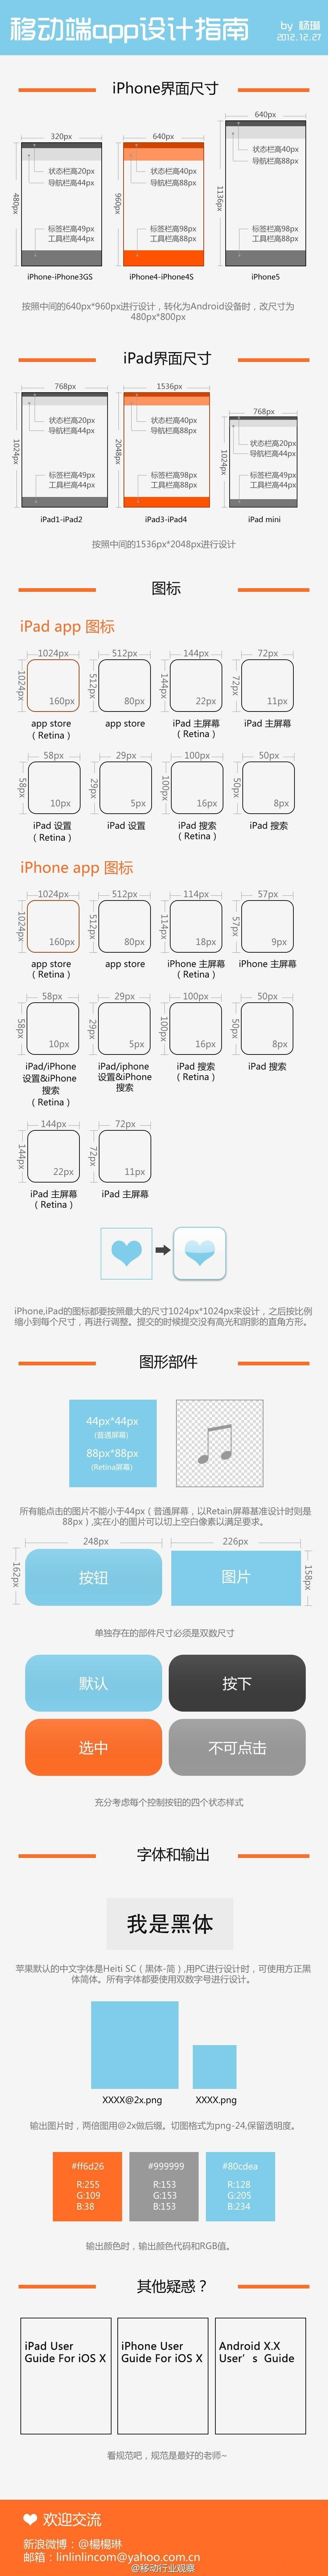 移动端app设计指南
by 杨琳
2012.12.27
iPhone界面尺寸
320px
640px
640px
480px
状态栏高20px
导航栏高44px
标签栏高49px
工具栏高44px
960px
状态栏高40px
导航栏高88px
标签栏高98px
工具栏高88px
1136px
状态栏高40px
导航栏高88px
标签栏高98px
工具栏高88px
iPhone-iPhone3GS
iPhone4-iPhone4S
iPhone5
按照中间的640px*960px进行设计，转化为Android设备时，改尺寸为
480px*800px
iPad界面尺寸
768px
1536px
768px
1024px
状态栏高20px
导航栏高44px
标签栏高49px
工具栏高44px
2048px
状态栏高40px
导航栏高88px
标签栏高98px
工具栏高88px
1024px
状态栏高20px
导航栏高44px
标签栏高49px
工具栏高44px
iPad1-iPad2
iPad3-iPad4
iPad mini
按照中间的1536px*2048px进行设计
图标
iPad app 图标
1024px
512px
144px
72px
1024px
160px
512px
80px
144px
22px
72px
11px
app store
（Retina）
app store
iPad 主屏幕
（Retina）
iPad 主屏幕
58px
29px
100px
50px
58px
10px
29px
5px
100px
16px
50px
8px
iPad 设置
（Retina）
iPad 设置
iPad 搜索
（Retina）
iPad 搜索
iPhone app 图标
1024px
512px
114px
57px
1024px
160px
512px
80px
114px
18px
57px
9px
app store
（Retina）
app store
iPhone 主屏幕
（Retina）
iPhone 主屏幕
58px
29px
100px
50px
58px
10px
29px
5px
100px
16px
50px
8px
iPad/iPhone
设置&iPhone
搜索
（Retina）
iPad/iphone
设置&iPhone
搜索
iPad 搜索
（Retina）
iPad 搜索
144px
72px
144px
22px
72px
11px
iPad 主屏幕
（Retina）
iPad 主屏幕
iPhone,iPad的图标都要按照最大的尺寸1024px*1024px来设计，之后按比例
缩小到每个尺寸，再进行调整。提交的时候提交没有高光和阴影的直角方形。
图形部件
44px*44px
(普通屏幕)
88px*88px
(Retina屏幕)
所有能点击的图片不能小于44px（普通屏幕，以Retain屏幕基准设计时则是
88px）,实在小的图片可以切上空白像素以满足要求。
248px
226px
162px
按钮
图片
158px
单独存在的部件尺寸必须是双数尺寸
默认
按下
选中
不可点击
充分考虑每个控制按钮的四个状态样式
字体和输出
我是黑体
苹果默认的中文字体是Heiti SC（黑体-简）,用PC进行设计时，可使用方正黑
体简体。所有字体都要使用双数字号进行设计。
XXXX@2x.png
XXXX.png
输出图片时，两倍图用@2x做后缀。切图格式为png-24,保留透明度。
#ff6d26
R:255
G:109
B:38
#999999
R:153
G:153
B:153
#80cdea
R:128
G:205
B:234
输出颜色时，输出颜色代码和RGB值。
其他疑惑？
iPad User
Guide For iOS X
iPhone User
Guide For iOS X
Android X.X
User’s Guide
看规范吧，规范是最好的老师~
欢迎交流
新浪微博：@楊楊琳
邮箱：linlinlincom@yahoo.com.cn
@移动行业观察